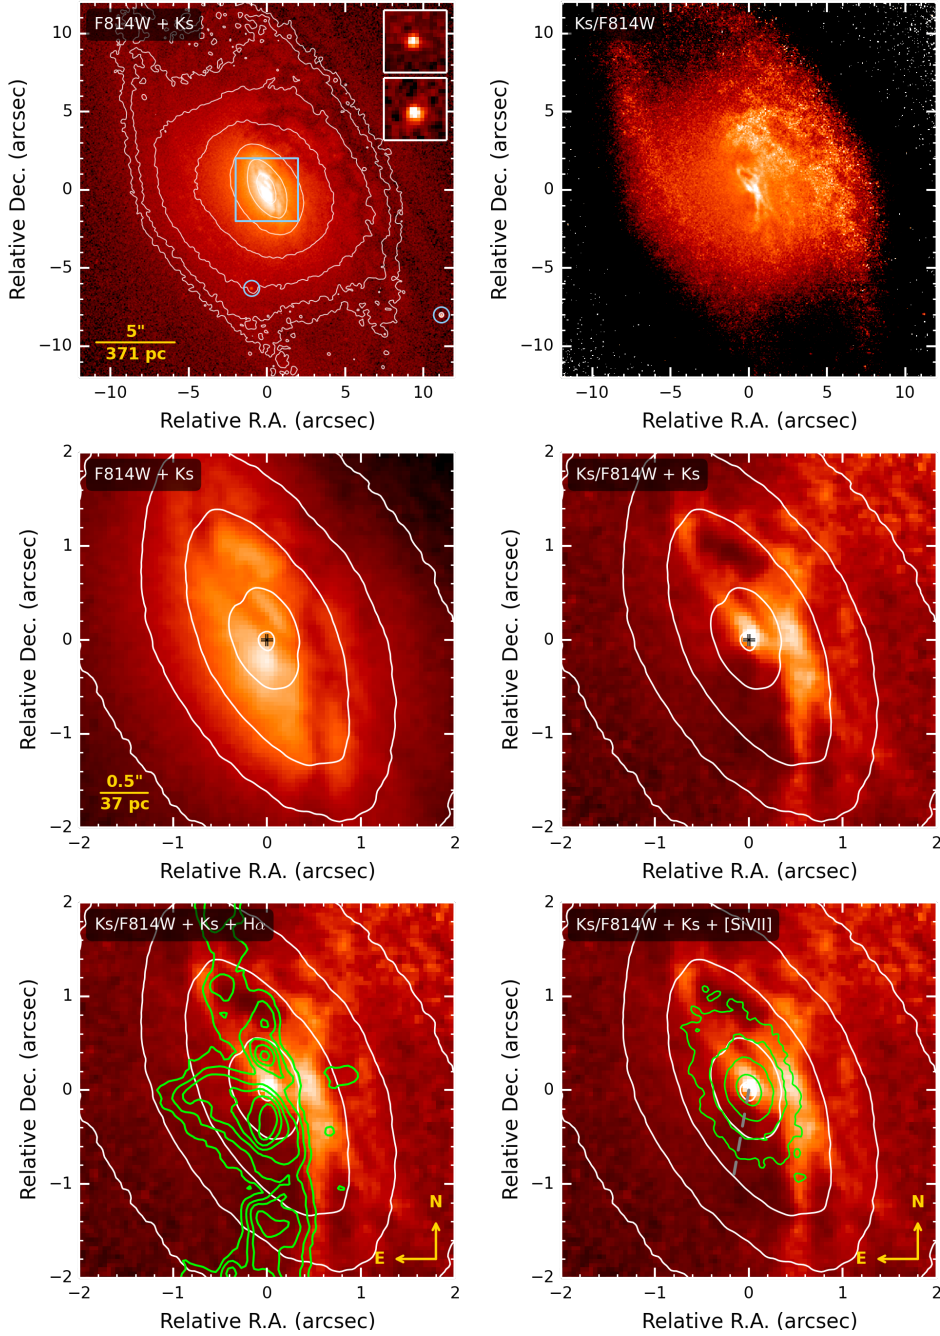 F814W + Ks
Relative Dec. (arcsec)
10
5
0
−5
−10
5"
371 pc
−10
−5
0
5
10
Relative R.A. (arcsec)
Ks/F814W
Relative Dec. (arcsec)
10
5
0
−5
−10
−10
−5
0
5
10
Relative R.A. (arcsec)
F814W + Ks
Relative Dec. (arcsec)
2
1
0
−1
−2
0.5"
37 pc
−2
−1
0
1
2
Relative R.A. (arcsec)
Ks/F814W + Ks
Relative Dec. (arcsec)
2
1
0
−1
−2
−2
−1
0
1
2
Relative R.A. (arcsec)
Ks/F814W + Ks + Hα
Relative Dec. (arcsec)
2
1
0
−1
−2
N
E
−2
−1
0
1
2
Relative R.A. (arcsec)
Ks/F814W + Ks + [SiVII]
Relative Dec. (arcsec)
2
1
0
−1
−2
N
E
−2
−1
0
1
2
Relative R.A. (arcsec)